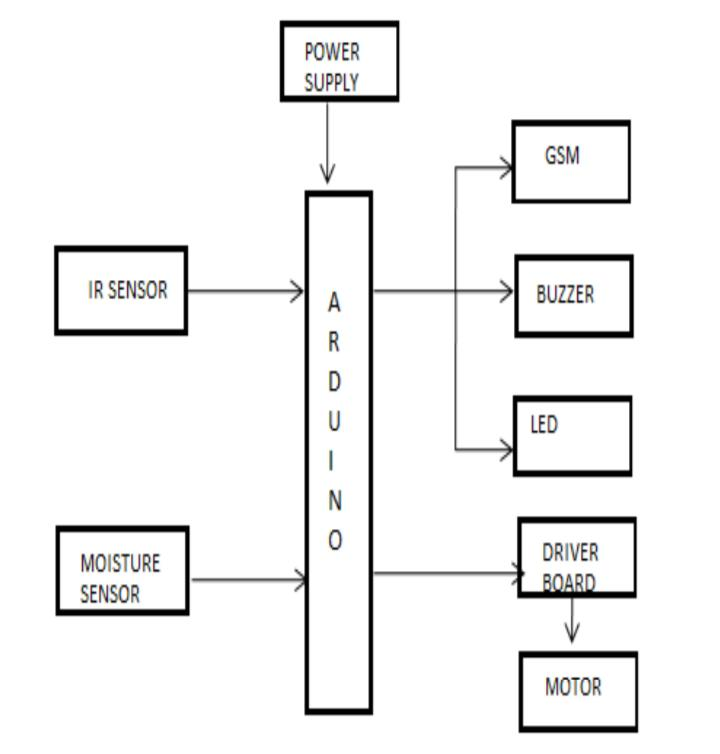 POWER
SUPPLY
GSM
IR SENSOR
BUZZER
A
R
D
U
I
N
O
LED
MOISTURE
SENSOR
DRIVER
BOARD
MOTOR